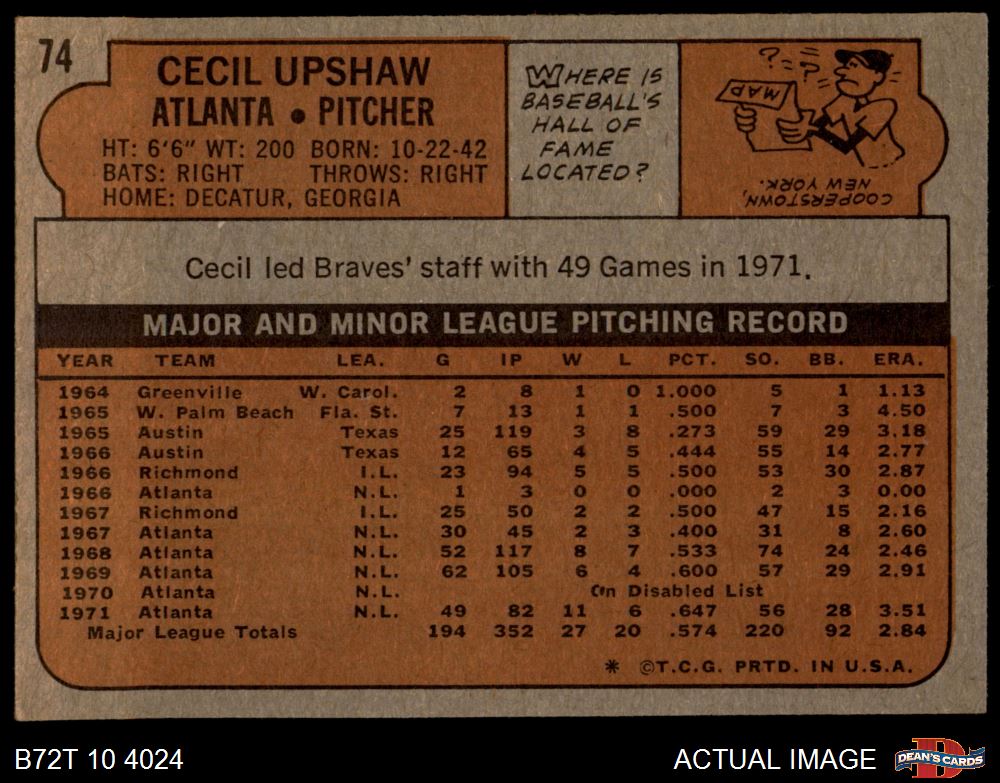 74
CECIL UPSHAW
ATLANTA • PITCHER
HT: 6'6" WT: 200 BORN: 10-22-42
BATS: RIGHT THROWS: RIGHT
HOME: DECATUR, GEORGIA
WHERE IS
BASEBALL'S
HALL OF
FAME
LOCATED?
? = ? =
MAP
COOPERSTOWN,
NEW YORK.
Cecil led Braves' staff with 49 Games in 1971.
MAJOR AND MINOR LEAGUE PITCHING RECORD
YEAR TEAM LEA. G IP W L PCT. SO. BB. ERA.
1964 Greenville W. Carol. 2 8 1 0 1.000 5 1 1.13
1965 W. Palm Beach Fla. St. 7 13 1 1 .500 7 3 4.50
1965 Austin Texas 25 119 3 8 .273 59 29 3.18
1966 Austin Texas 12 65 4 5 .444 55 14 2.77
1966 Richmond I.L. 23 94 5 5 .500 53 30 2.87
1966 Atlanta N.L. 1 3 0 0 .000 2 3 0.00
1967 Richmond I.L. 25 50 2 2 .500 47 15 2.16
1967 Atlanta N.L. 30 45 2 3 .400 31 8 2.60
1968 Atlanta N.L. 52 117 8 7 .533 74 24 2.46
1969 Atlanta N.L. 62 105 6 4 .600 57 29 2.91
1970 Atlanta N.L. On Disabled List
1971 Atlanta N.L. 49 82 11 6 .647 56 28 3.51
Major League Totals 194 352 27 20 .574 220 92 2.84
* ©T.C.G. PRTD. IN U.S.A.
B72T 10 4024
ACTUAL IMAGE
D
DEAN'S CARDS